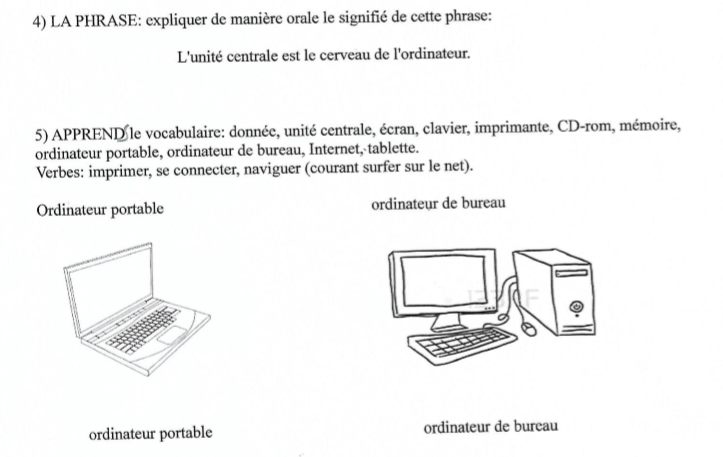 4) LA PHRASE: expliquer de manière orale le signifié de cette phrase:
L'unité centrale est le cerveau de l'ordinateur.
5) APPREND le vocabulaire: donnée, unité centrale, écran, clavier, imprimante, CD-rom, mémoire,
ordinateur portable, ordinateur de bureau, Internet, tablette.
Verbes: imprimer, se connecter, naviguer (courant surfer sur le net).
Ordinateur portable
ordinateur de bureau
ordinateur portable
ordinateur de bureau